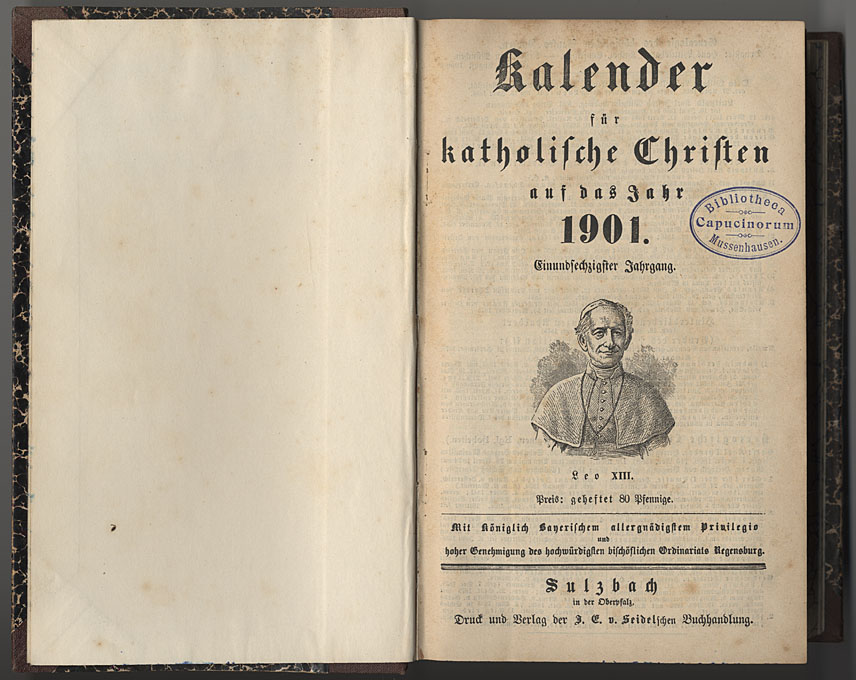 Kalender
für
katholische Christen
auf das Jahr
1901.
Einundsechzigster Jahrgang.
Bibliotheca
Capucinorum
Mussenhausen.
Leo XIII.
Preis: geheftet 80 Pfennige.
Mit Königlich Bayerischem allergnädigstem Privilegio
und
hoher Genehmigung des hochwürdigsten bischöflichen Ordinariats Regensburg.
Sulzbach
in der Oberpfalz.
Druck und Verlag der J. E. v. Seidelschen Buchhandlung.